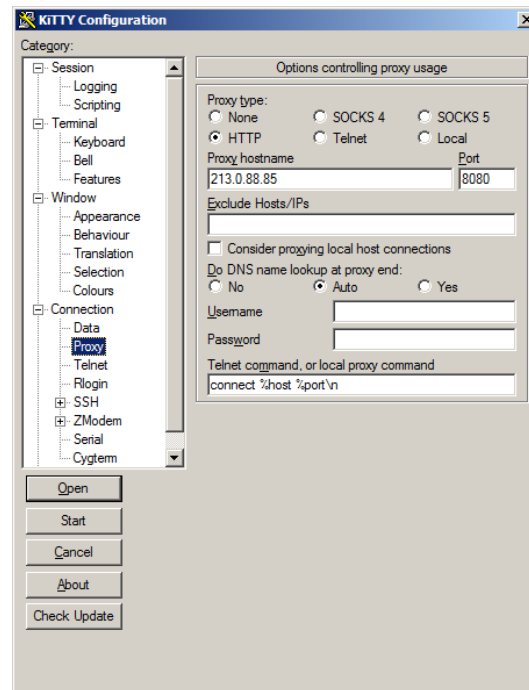 KiTTY Configuration
Category:
Session
Logging
Scripting
Terminal
Keyboard
Bell
Features
Window
Appearance
Behaviour
Translation
Selection
Colours
Connection
Data
Proxy
Telnet
Rlogin
SSH
ZModem
Serial
Cygterm
Options controlling proxy usage
Proxy type:
None SOCKS 4 SOCKS 5
HTTP Telnet Local
Proxy hostname Port
213.0.88.85 8080
Exclude Hosts/IPs
Consider proxying local host connections
Do DNS name lookup at proxy end:
No Auto Yes
Username
Password
Telnet command, or local proxy command
connect %host %port\n
Open
Start
Cancel
About
Check Update